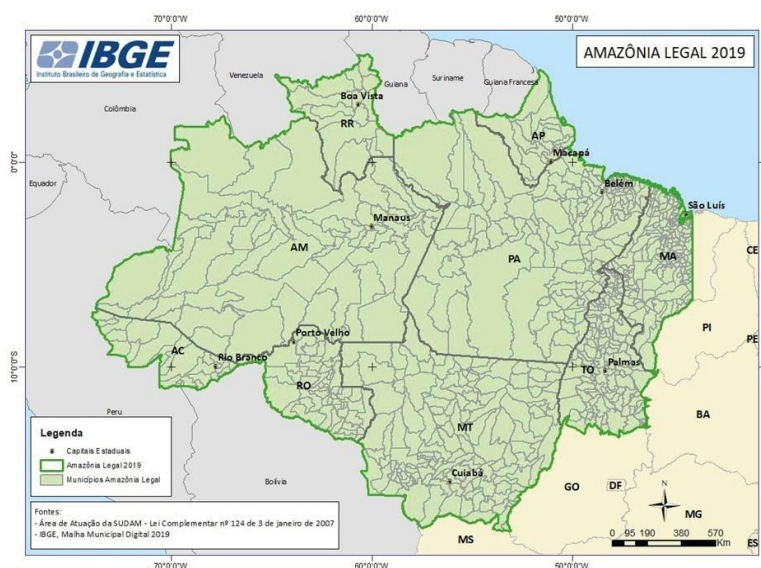 70°0'0"W
60°0'0"W
50°0'0"W
IBGE
Instituto Brasileiro de Geografia e Estatística
AMAZÔNIA LEGAL 2019
Venezuela
Guiana
Suriname
Guiana Francesa
Colômbia
Boa Vista
RR
AP
Macapá
0°0'0"
Equador
Belém
São Luís
Manaus
AM
PA
MA
CE
PI
PE
Porto Velho
AC
Rio Branco
10°0'0"S
RO
TO
Palmas
Peru
BA
MT
Legenda
Capitais Estaduais
Amazônia Legal 2019
Municípios Amazônia Legal
Cuiabá
Bolívia
GO
DF
N
MG
Fontes:
- Área de Atuação da SUDAM - Lei Complementar nº 124 de 3 de janeiro de 2007
- IBGE, Malha Municipal Digital 2019
MS
0 95 190 380 570
Km
ES
70°0'0"W
60°0'0"W
50°0'0"W